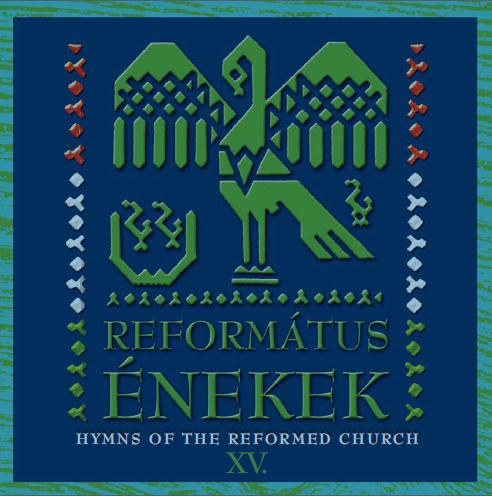 REFORMÁTUS
ÉNEKEK
HYMNS OF THE REFORMED CHURCH
XV.